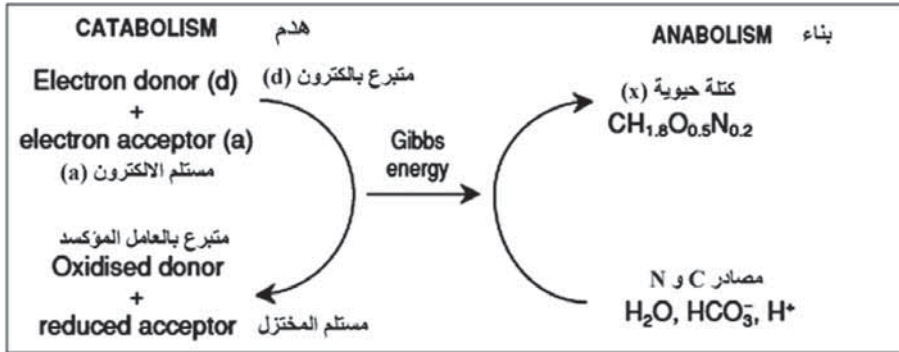 CATABOLISM هدم
Electron donor (d) متبرع بالكترون (d)
+
electron acceptor (a)
مستلم الالكترون (a)
متبرع بالعامل المؤكسد
Oxidised donor
+
reduced acceptor مستلم المختزل
Gibbs
energy
ANABOLISM بناء
كتلة حيوية (x)
CH₁.₈O₀.₅N₀.₂
مصادر C و N
H₂O, HCO₃⁻, H⁺